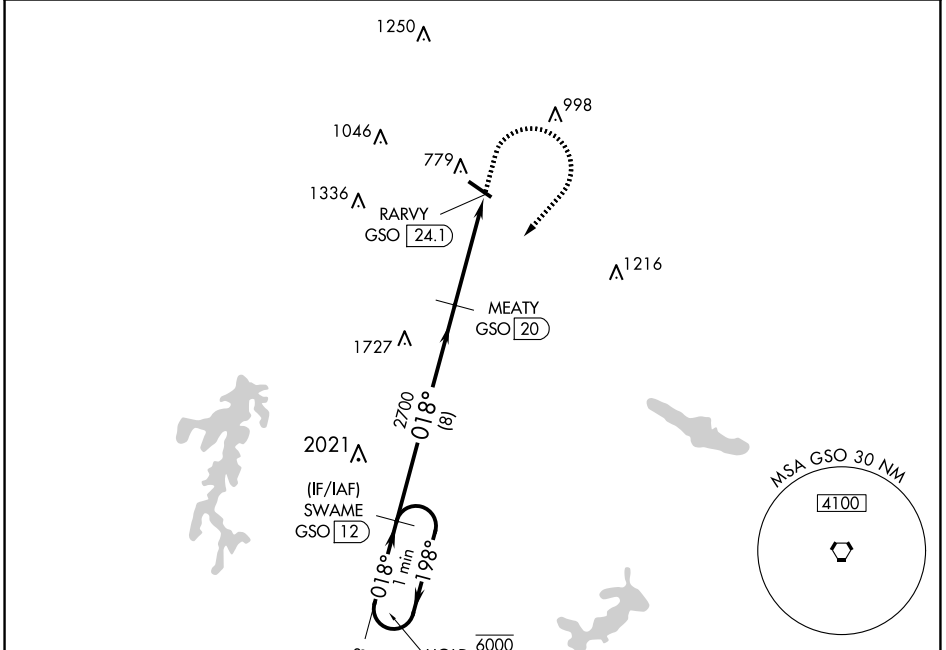 1250
998
1046
779
1336
RARVY
GSO 24.1
1216
MEATY
GSO 20
1727
2700
018°
(8)
2021
(IF/IAF)
SWAME
GSO 12
MSA GSO 30 NM
4100
018°
1 min
198°
6000